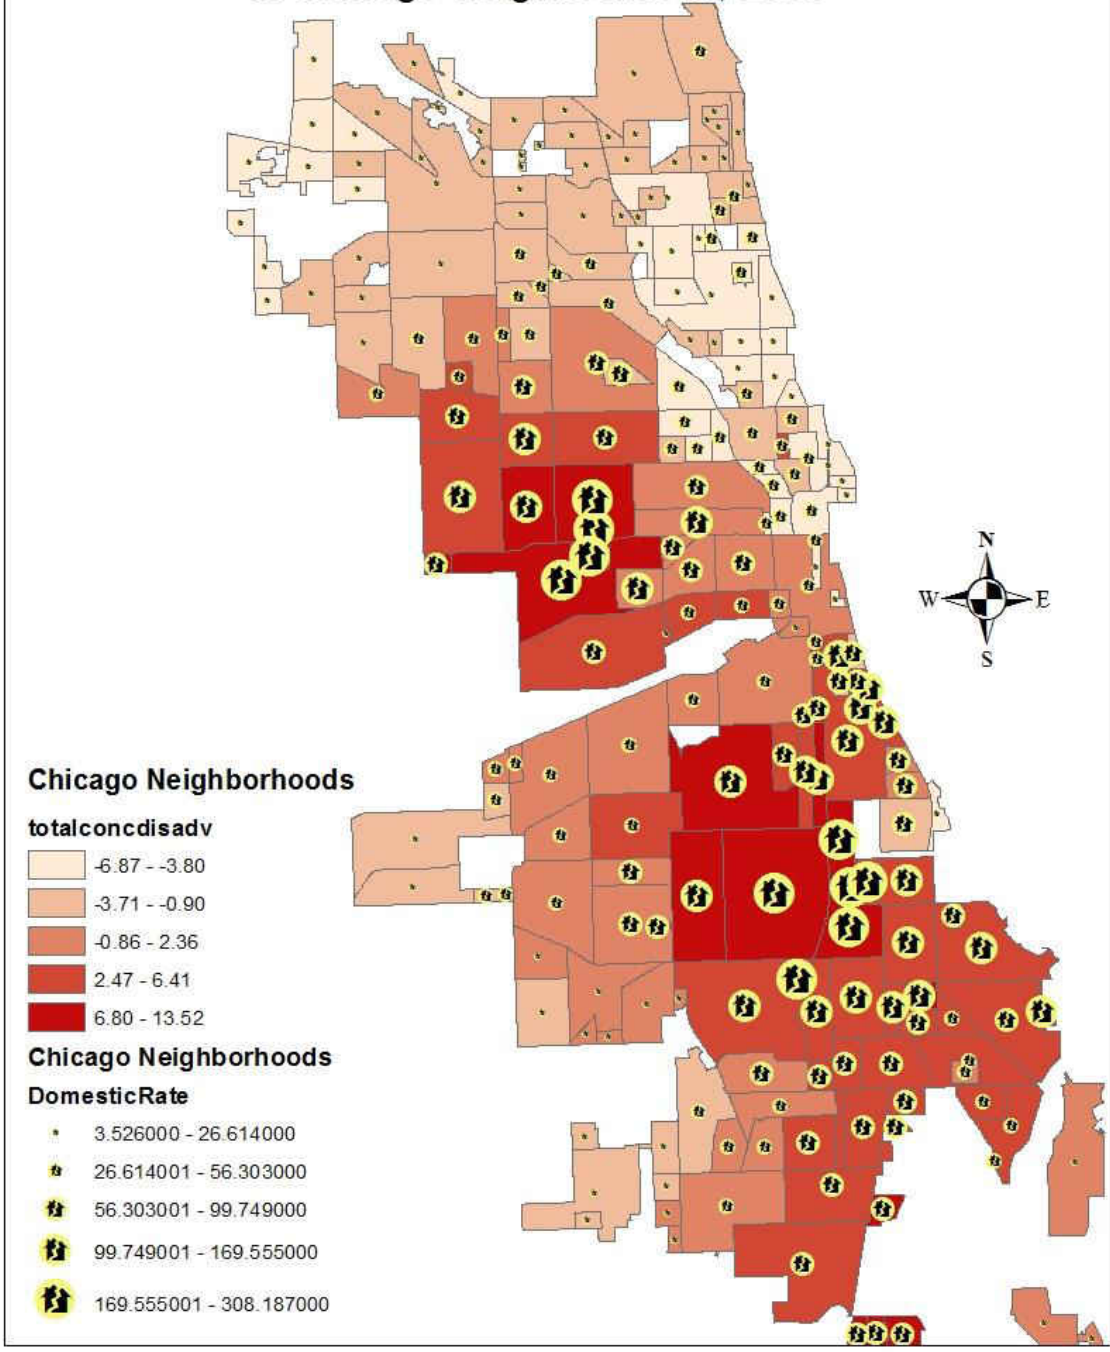 N
W E
S
Chicago Neighborhoods
totalconcdisadv
-6.87 - -3.80
-3.71 - -0.90
-0.86 - 2.36
2.47 - 6.41
6.80 - 13.52
Chicago Neighborhoods
DomesticRate
3.526000 - 26.614000
26.614001 - 56.303000
56.303001 - 99.749000
99.749001 - 169.555000
169.555001 - 308.187000